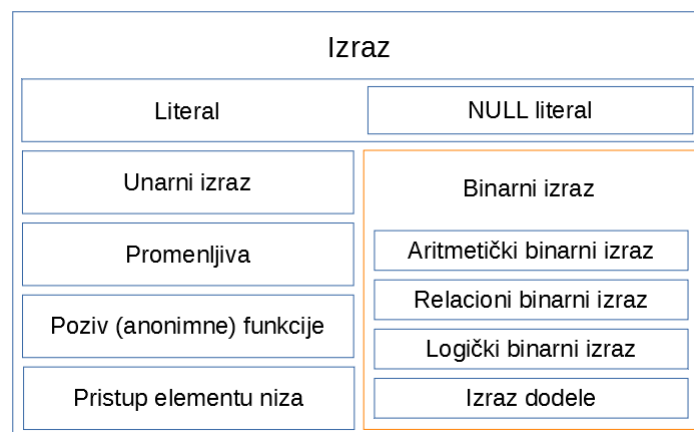 Izraz
Literal
NULL literal
Unarni izraz
Binarni izraz
Promenljiva
Aritmetički binarni izraz
Relacioni binarni izraz
Poziv (anonimne) funkcije
Logički binarni izraz
Pristup elementu niza
Izraz dodele